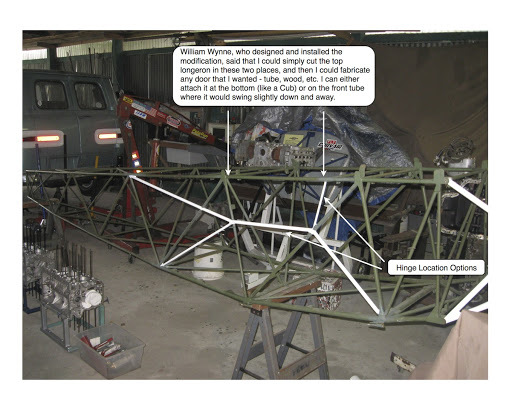 William Wynne, who designed and installed the
modification, said that I could simply cut the top
longeron in these two places, and then I could fabricate
any door that I wanted - tube, wood, etc. I can either
attach it at the bottom (like a Cub) or on the front tube
where it would swing slightly down and away.
Hinge Location Options